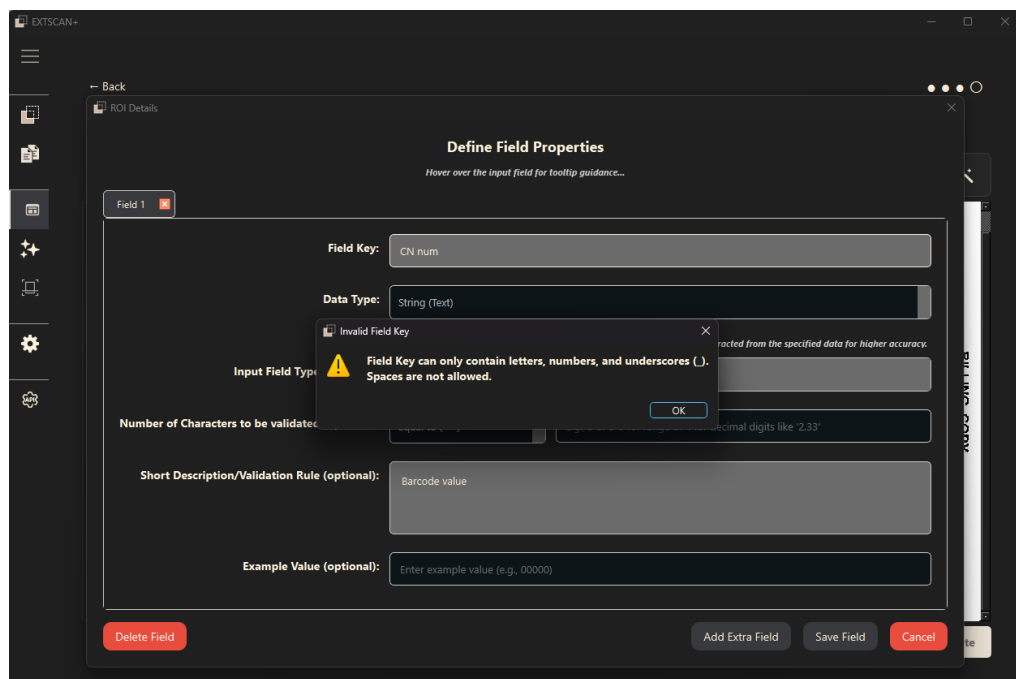 EXTSCAN+
← Back
ROI Details
Define Field Properties
Hover over the input field for tooltip guidance...
Field 1
Field Key:
CN num
Data Type:
String (Text)
racted from the specified data for higher accuracy.
Input Field Type
Invalid Field Key
Field Key can only contain letters, numbers, and underscores (_).
Spaces are not allowed.
OK
Number of Characters to be validated
decimal digits like '2.33'
Short Description/Validation Rule (optional):
Barcode value
Example Value (optional):
Enter example value (e.g., 00000)
Delete Field
Add Extra Field
Save Field
Cancel
te
API